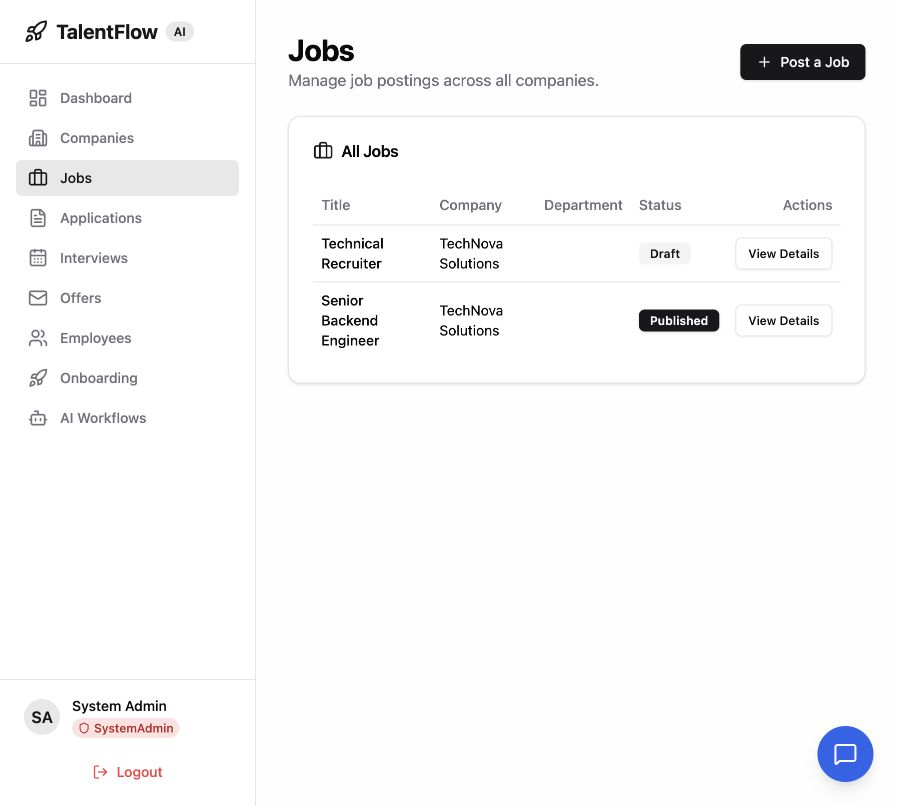 TalentFlow AI
Dashboard
Companies
Jobs
Applications
Interviews
Offers
Employees
Onboarding
AI Workflows
SA
System Admin
SystemAdmin
Logout
Jobs
Manage job postings across all companies.
Post a Job
All Jobs
Title Company Department Status Actions
Technical
Recruiter
TechNova
Solutions
Draft
View Details
Senior
Backend
Engineer
TechNova
Solutions
Published
View Details